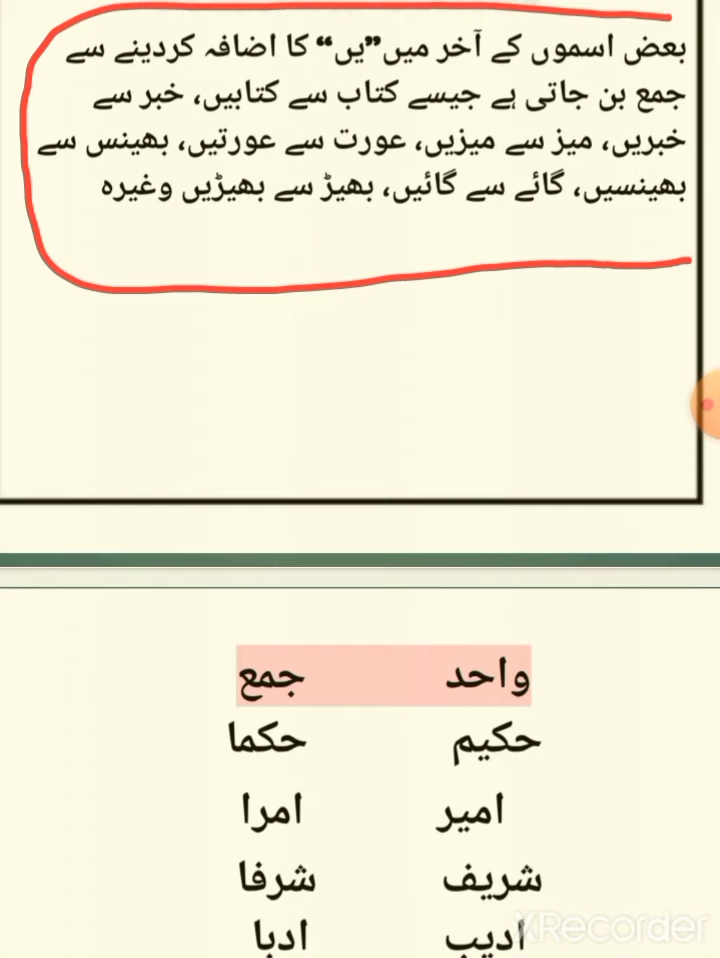 بعض اسموں کے آخر میں”یں“ کا اضافہ کردینے سے
جمع بن جاتی ہے جیسے کتاب سے کتابیں، خبر سے
خبریں، میز سے میزیں، عورت سے عورتیں، بھینس سے
بھینسیں، گائے سے گائیں، بھیڑ سے بھیڑیں وغیرہ
واحد جمع
حکیم حکما
امیر امرا
شریف شرفا
ادیب ادبا
XRecorder